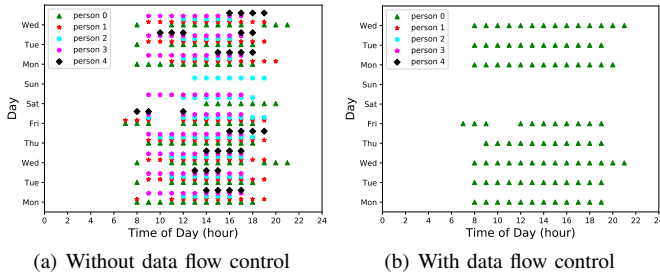 person 0
person 1
person 2
person 3
person 4
Wed
Tue
Mon
Sun
Sat
Fri
Thu
Wed
Tue
Mon
Day
0 2 4 6 8 10 12 14 16 18 20 22 24
Time of Day (hour)
(a) Without data flow control
person 0
person 1
person 2
person 3
person 4
Wed
Tue
Mon
Sun
Sat
Fri
Thu
Wed
Tue
Mon
Day
0 2 4 6 8 10 12 14 16 18 20 22 24
Time of Day (hour)
(b) With data flow control